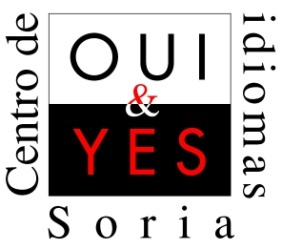 Centro de
OUI
&
YES
idiomas
Soria